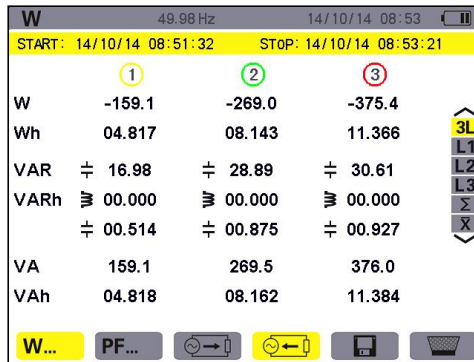 W 49.98 Hz 14/10/14 08:53
START: 14/10/14 08:51:32 STOP: 14/10/14 08:53:21
1 2 3
W -159.1 -269.0 -375.4
Wh 04.817 08.143 11.366
VAR 16.98 28.89 30.61
VARh 00.000 00.000 00.000
00.514 00.875 00.927
VA 159.1 269.5 376.0
VAh 04.818 08.162 11.384
3L
L1
L2
L3
Σ
X̄
W... PF...